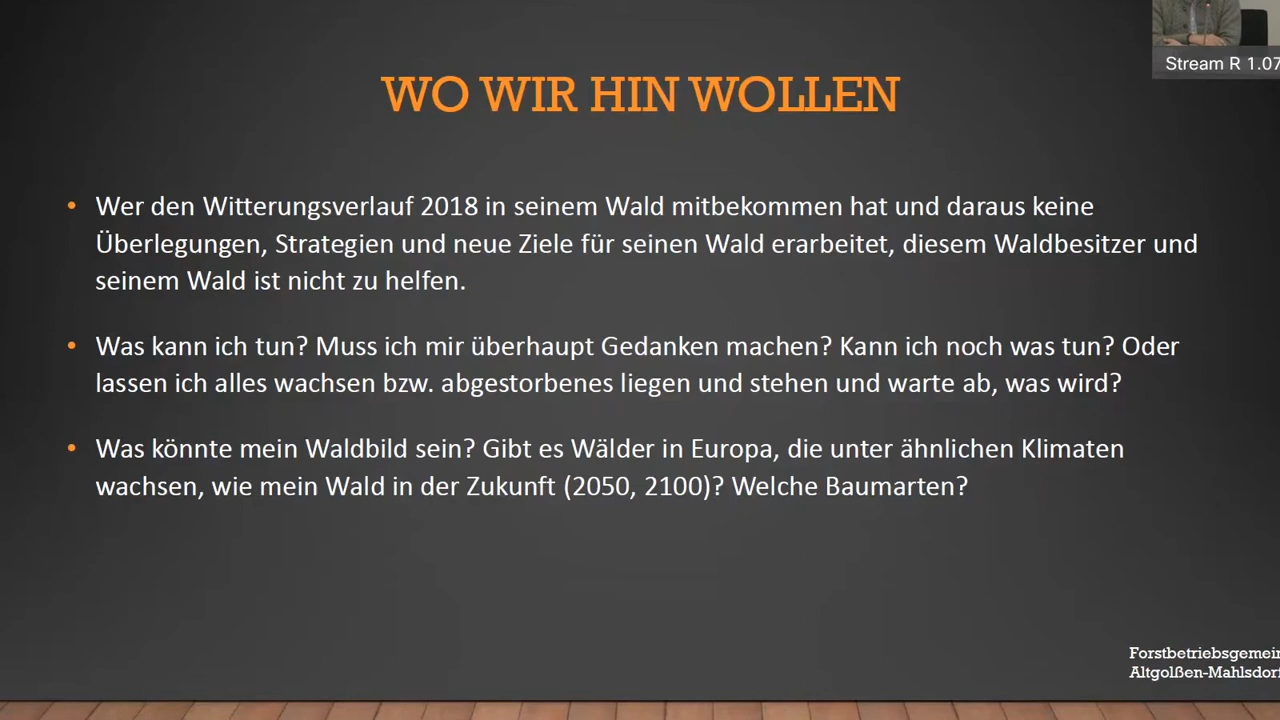 Stream R 1.07
WO WIR HIN WOLLEN
• Wer den Witterungsverlauf 2018 in seinem Wald mitbekommen hat und daraus keine
Überlegungen, Strategien und neue Ziele für seinen Wald erarbeitet, diesem Waldbesitzer und
seinem Wald ist nicht zu helfen.
• Was kann ich tun? Muss ich mir überhaupt Gedanken machen? Kann ich noch was tun? Oder
lassen ich alles wachsen bzw. abgestorbenes liegen und stehen und warte ab, was wird?
• Was könnte mein Waldbild sein? Gibt es Wälder in Europa, die unter ähnlichen Klimaten
wachsen, wie mein Wald in der Zukunft (2050, 2100)? Welche Baumarten?
Forstbetriebsgemein
Altgolßen-Mahlsdorf